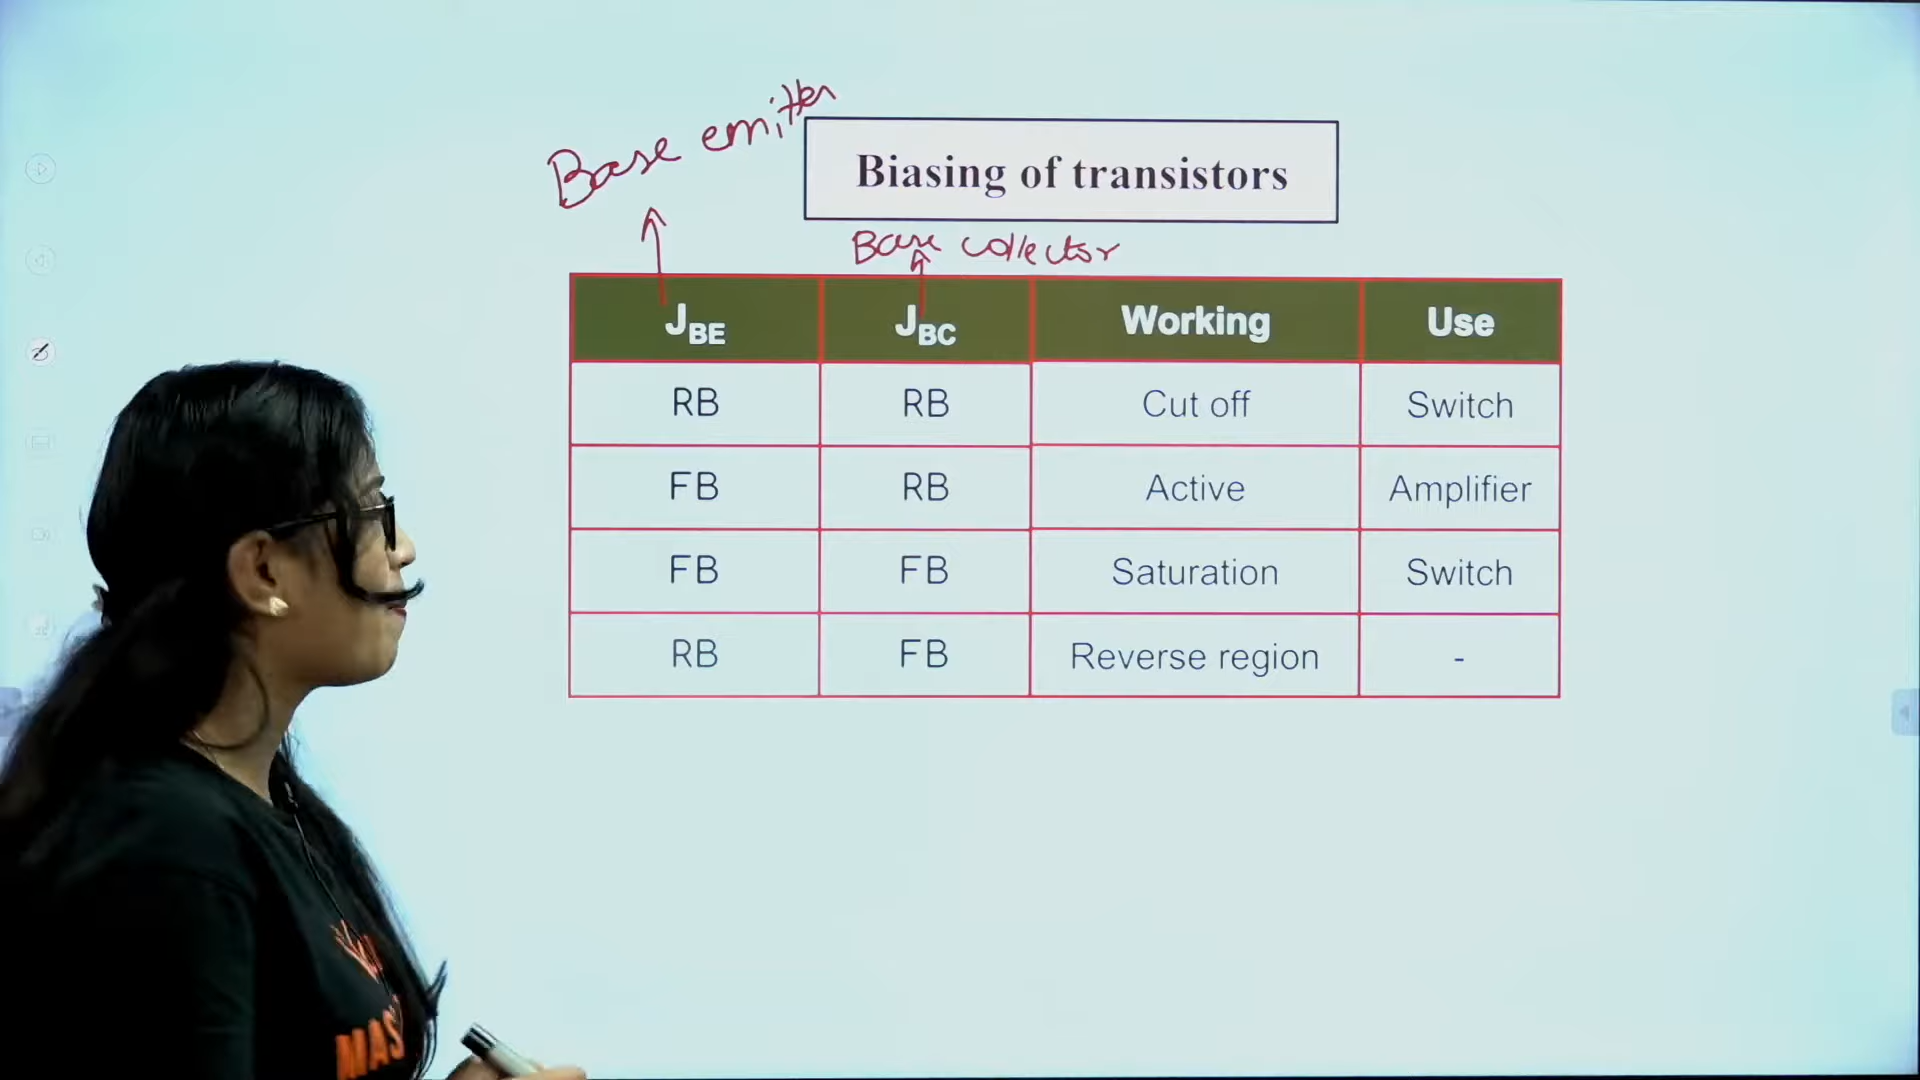 Base emitter
Biasing of transistors
Base collector
JBE JBC Working Use
RB RB Cut off Switch
FB RB Active Amplifier
FB FB Saturation Switch
RB FB Reverse region -
MAS